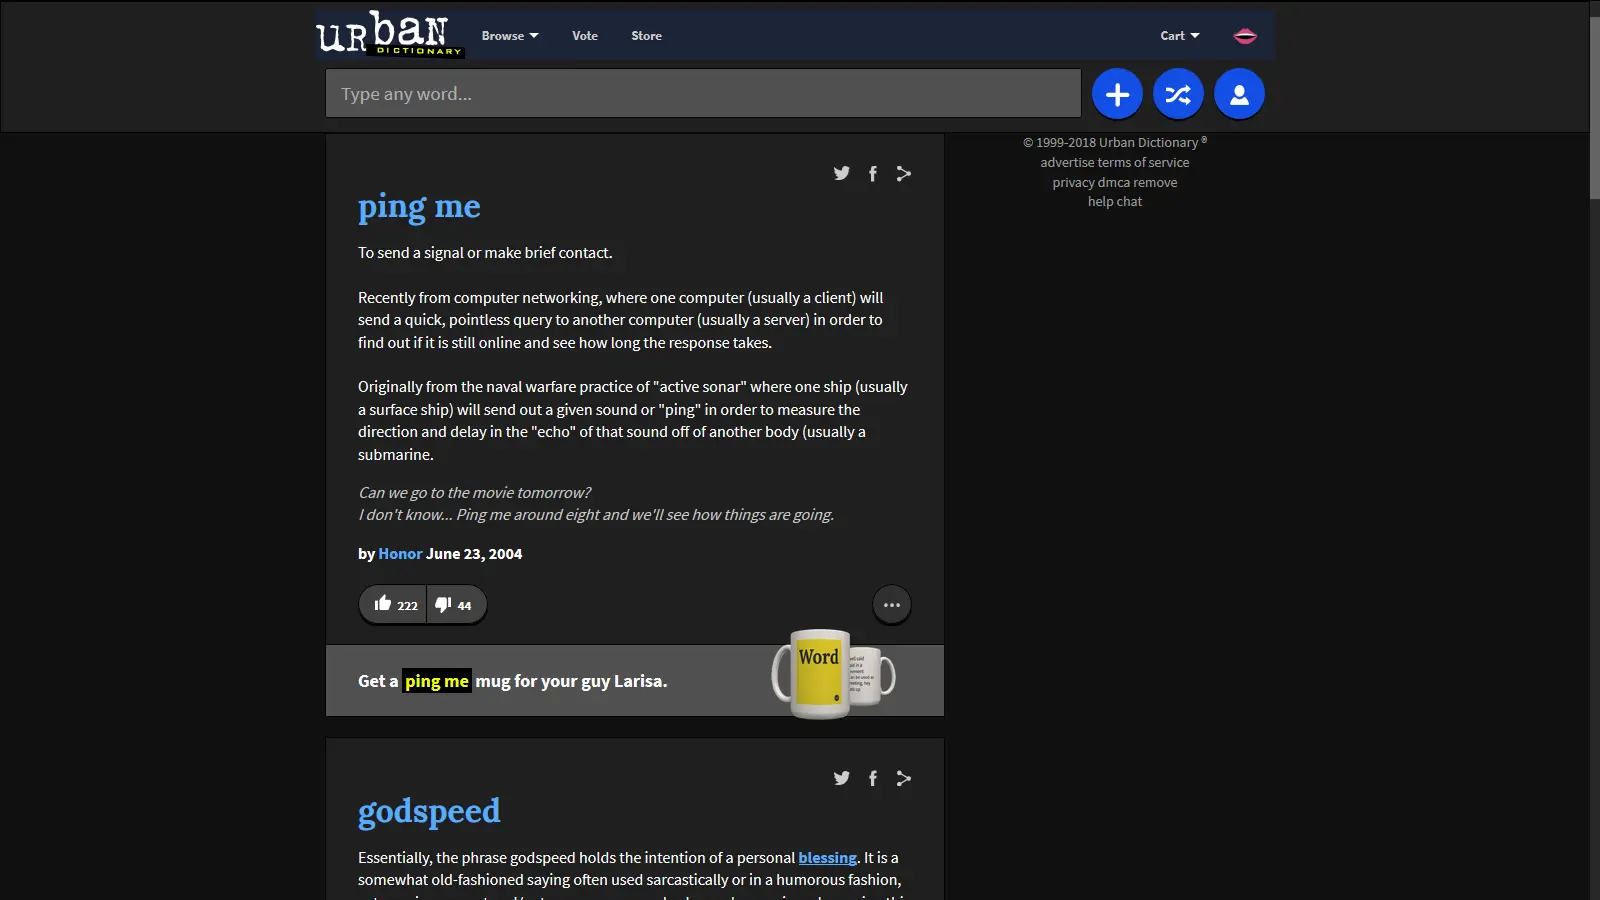 urban
DICTIONARY
Browse
Vote
Store
Cart
Type any word...
© 1999-2018 Urban Dictionary ®
advertise terms of service
privacy dmca remove
help chat
ping me
To send a signal or make brief contact.
Recently from computer networking, where one computer (usually a client) will
send a quick, pointless query to another computer (usually a server) in order to
find out if it is still online and see how long the response takes.
Originally from the naval warfare practice of "active sonar" where one ship (usually
a surface ship) will send out a given sound or "ping" in order to measure the
direction and delay in the "echo" of that sound off of another body (usually a
submarine.
Can we go to the movie tomorrow?
I don't know... Ping me around eight and we'll see how things are going.
by Honor June 23, 2004
222
44
Get a ping me mug for your guy Larisa.
Word
godspeed
Essentially, the phrase godspeed holds the intention of a personal blessing. It is a
somewhat old-fashioned saying often used sarcastically or in a humorous fashion,